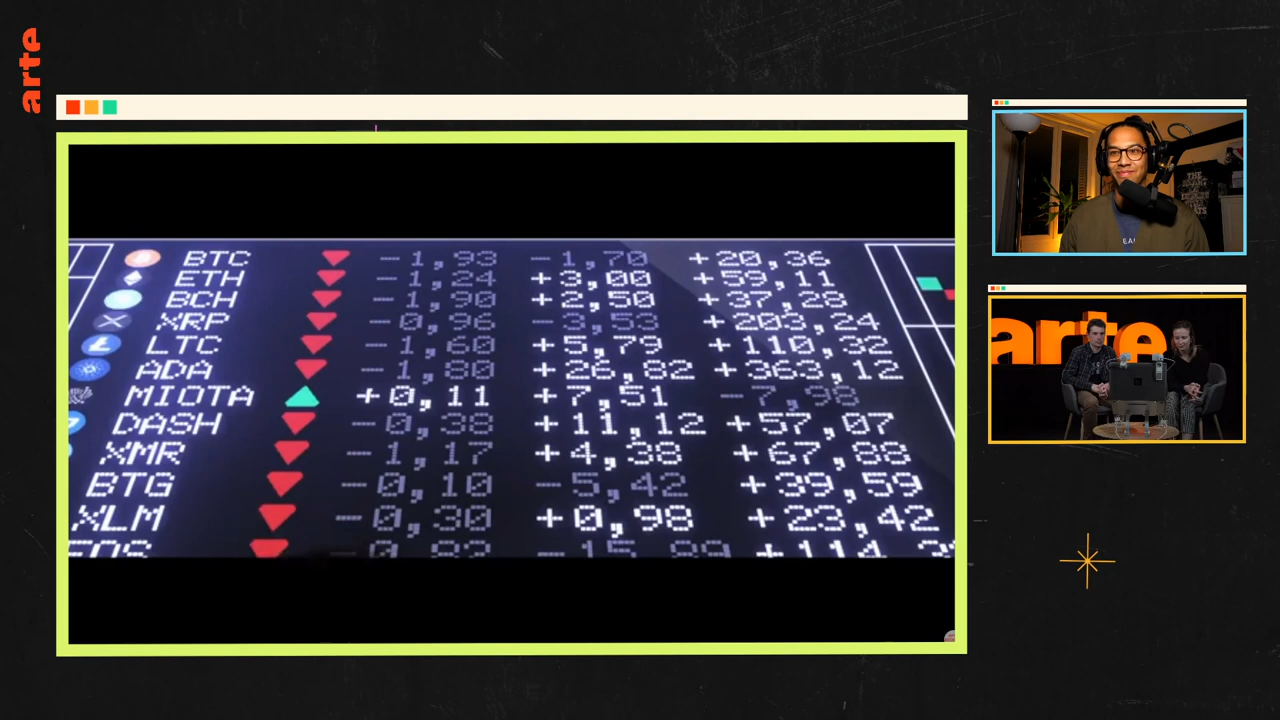 arte
BTC −1,93 −1,70 +20,36
ETH −1,24 +3,00 +59,11
BCH −1,90 +2,50 +37,28
XRP −0,96 −3,53 +203,24
LTC −1,60 +5,79 +110,32
ADA −1,80 +26,82 +363,12
MIOTA +0,11 +7,51 −7,98
DASH −0,38 +11,12 +57,07
XMR −1,17 +4,38 +67,88
BTG −0,10 −5,42 +39,59
XLM −0,30 +0,98 +23,42
EOS
THE
EA
arte